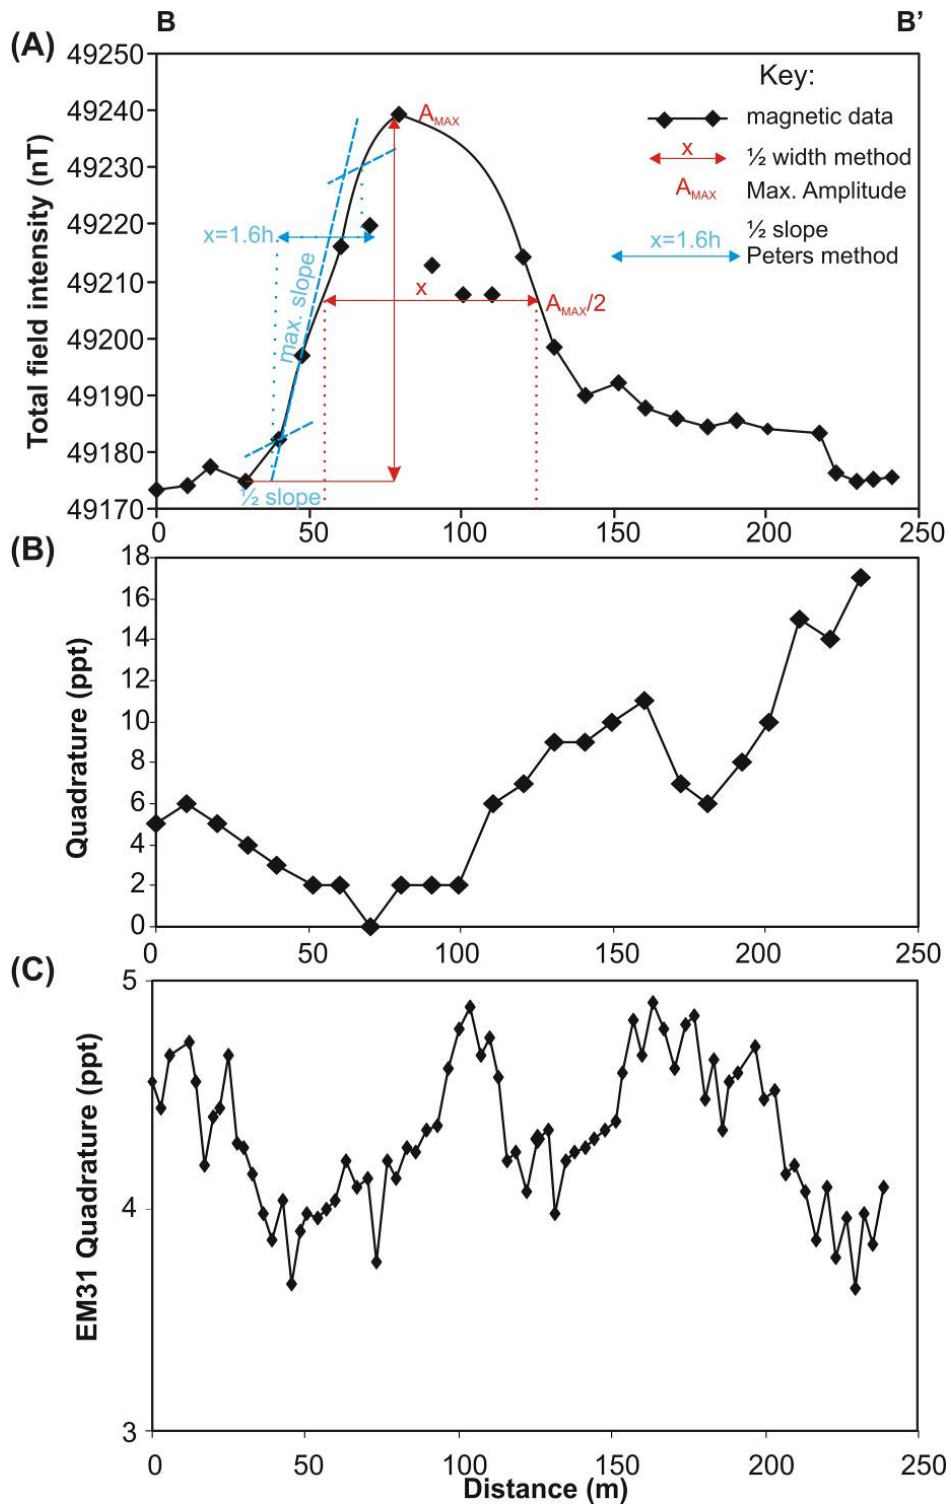 B B’
(A)
Total field intensity (nT)
49250
49240
49230
49220
49210
49200
49190
49180
49170
0 50 100 150 200 250
A_MAX
x=1.6h
max. slope
x
A_MAX/2
½ slope
Key:
magnetic data
x
½ width method
A_MAX
Max. Amplitude
½ slope
x=1.6h
Peters method
(B)
Quadrature (ppt)
18
16
14
12
10
8
6
4
2
0
0 50 100 150 200 250
(C)
EM31 Quadrature (ppt)
5
4
3
0 50 100 150 200 250
Distance (m)